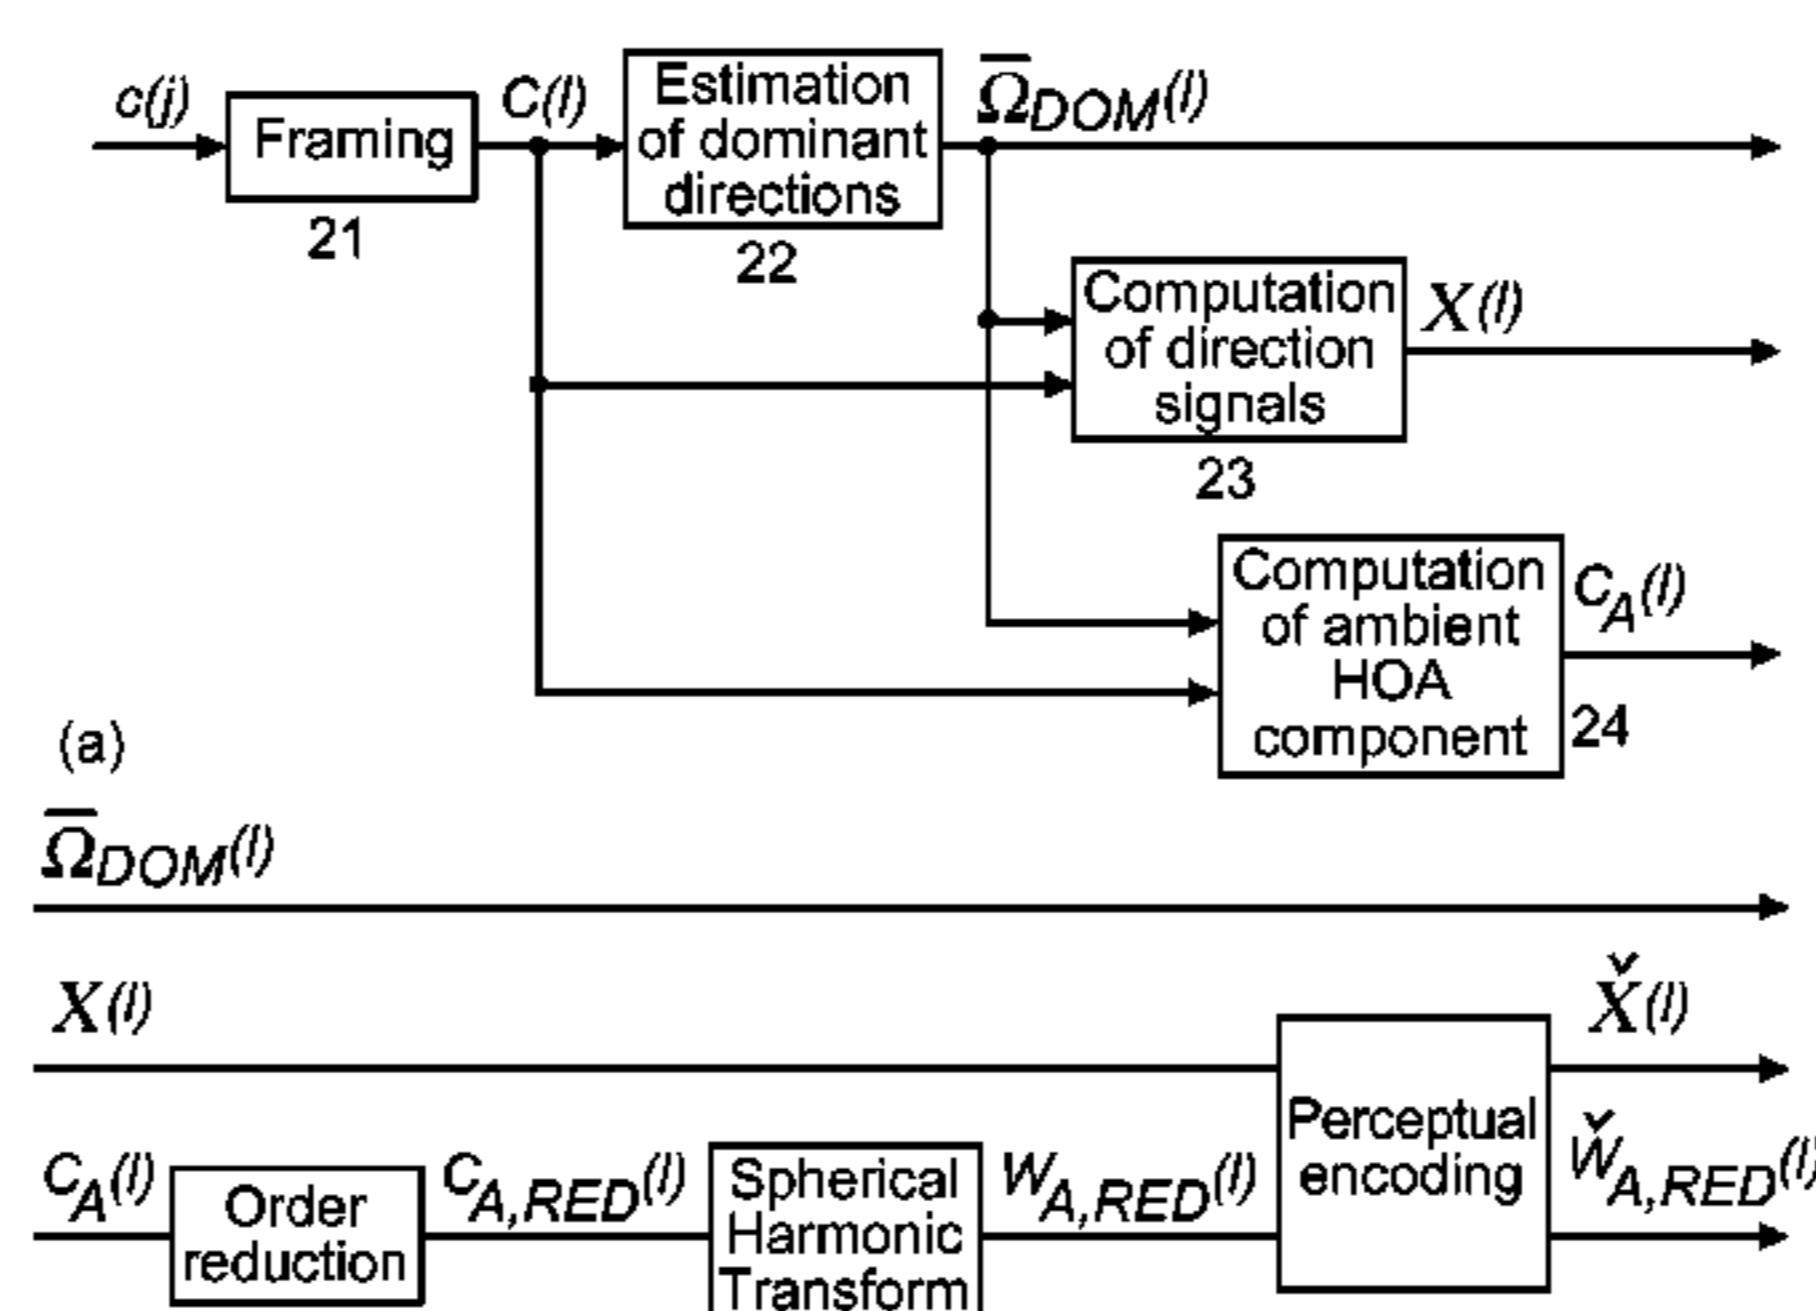 c(j)
Framing
21
C(l)
Estimation
of dominant
directions
22
Ω̅DOM(l)
Computation
of direction
signals
23
X(l)
Computation
of ambient
HOA
component
24
CA(l)
(a)
Ω̅DOM(l)
X(l)
X̌(l)
CA(l)
Order
reduction
CA,RED(l)
Spherical
Harmonic
Transform
WA,RED(l)
Perceptual
encoding
W̌A,RED(l)